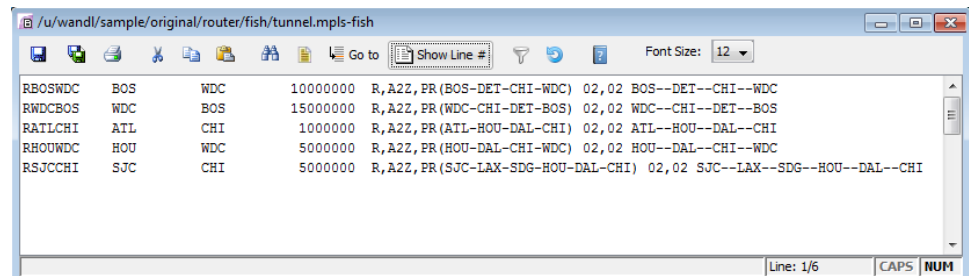 /u/wandl/sample/original/router/fish/tunnel.mpls-fish
Go to Show Line # Font Size: 12
RBOSWDC BOS WDC 10000000 R,A2Z,PR(BOS-DET-CHI-WDC) 02,02 BOS--DET--CHI--WDC
RWDCBOS WDC BOS 15000000 R,A2Z,PR(WDC-CHI-DET-BOS) 02,02 WDC--CHI--DET--BOS
RATLCHI ATL CHI 1000000 R,A2Z,PR(ATL-HOU-DAL-CHI) 02,02 ATL--HOU--DAL--CHI
RHOUWDC HOU WDC 5000000 R,A2Z,PR(HOU-DAL-CHI-WDC) 02,02 HOU--DAL--CHI--WDC
RSJCCHI SJC CHI 5000000 R,A2Z,PR(SJC-LAX-SDG-HOU-DAL-CHI) 02,02 SJC--LAX--SDG--HOU--DAL--CHI
Line: 1/6 CAPS NUM